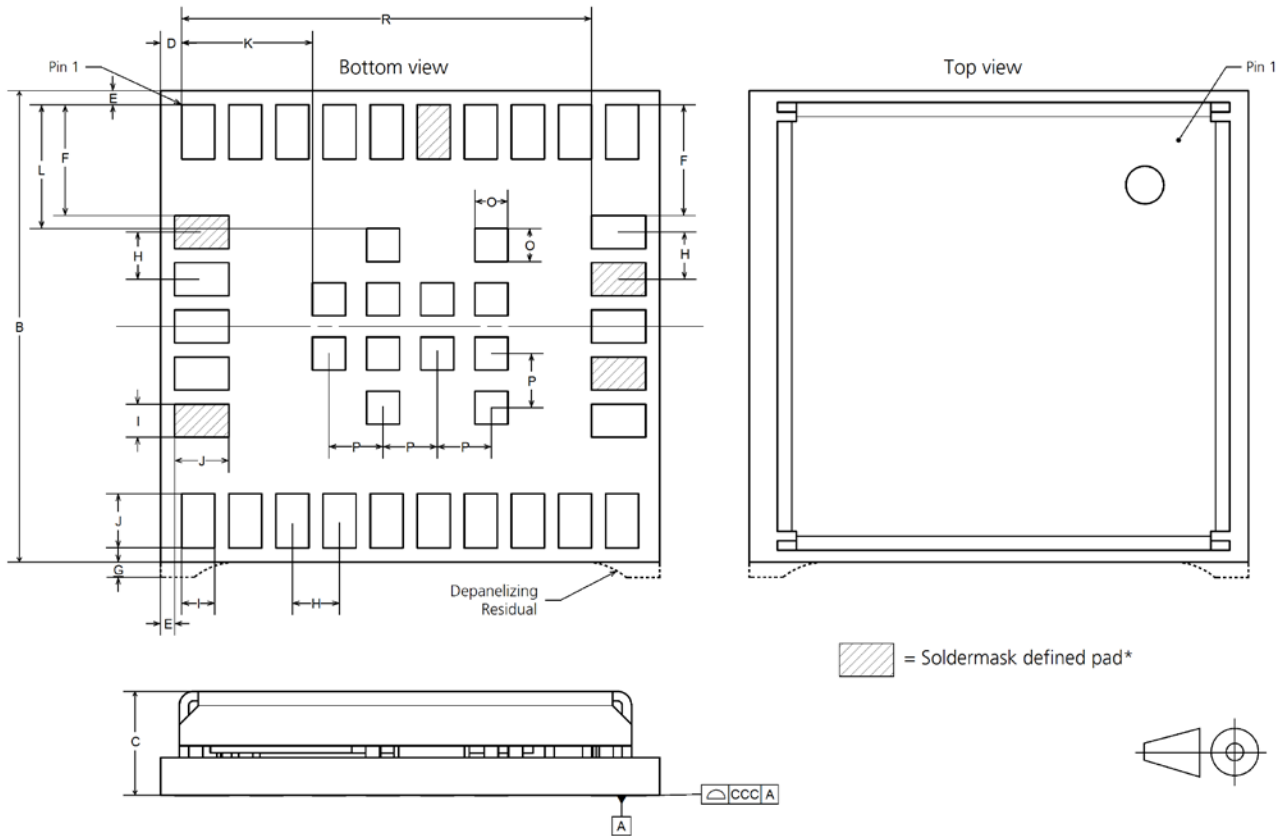 R
D
K
Pin 1
Bottom view
Top view
Pin 1
E
L
F
F
O
O
H
H
B
P
I
P
P
P
J
J
G
Depanelizing
Residual
I
H
E
= Soldermask defined pad*
C
CCC A
A